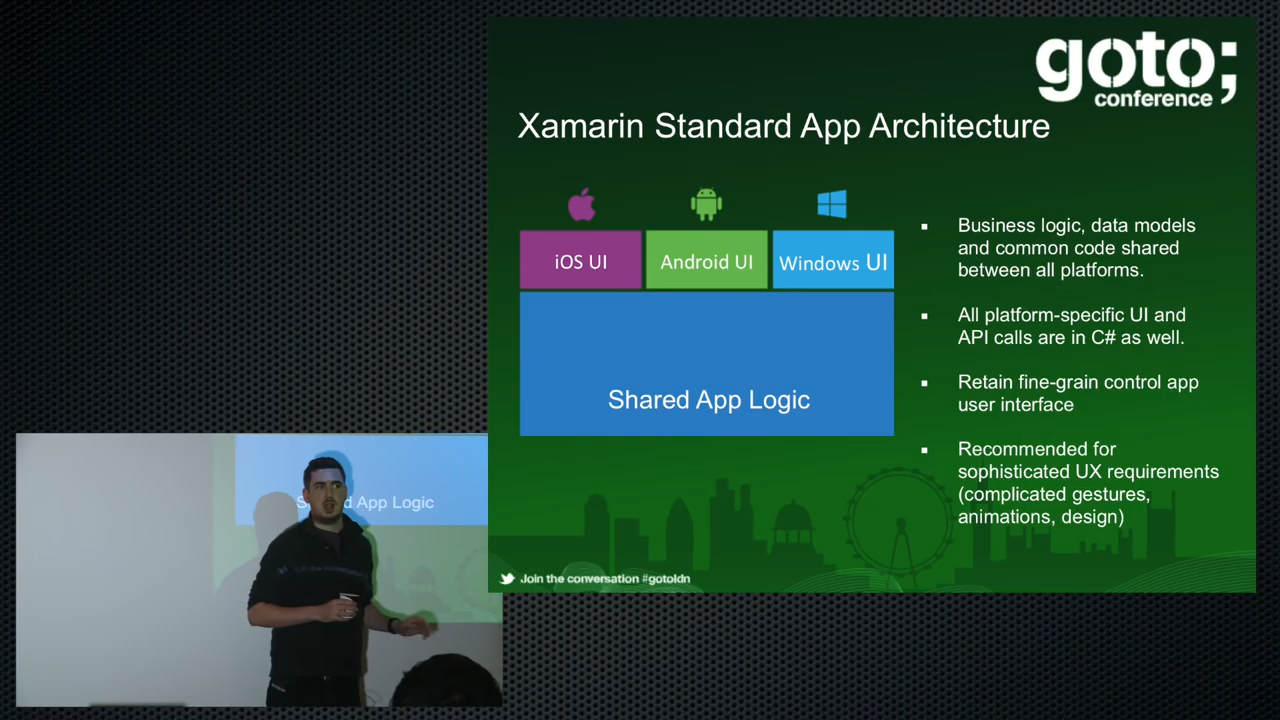 goto;
conference
Xamarin Standard App Architecture
iOS UI
Android UI
Windows UI
Shared App Logic
▪ Business logic, data models
and common code shared
between all platforms.
▪ All platform-specific UI and
API calls are in C# as well.
▪ Retain fine-grain control app
user interface
▪ Recommended for
sophisticated UX requirements
(complicated gestures,
animations, design)
Join the conversation #gotoldn
App Logic